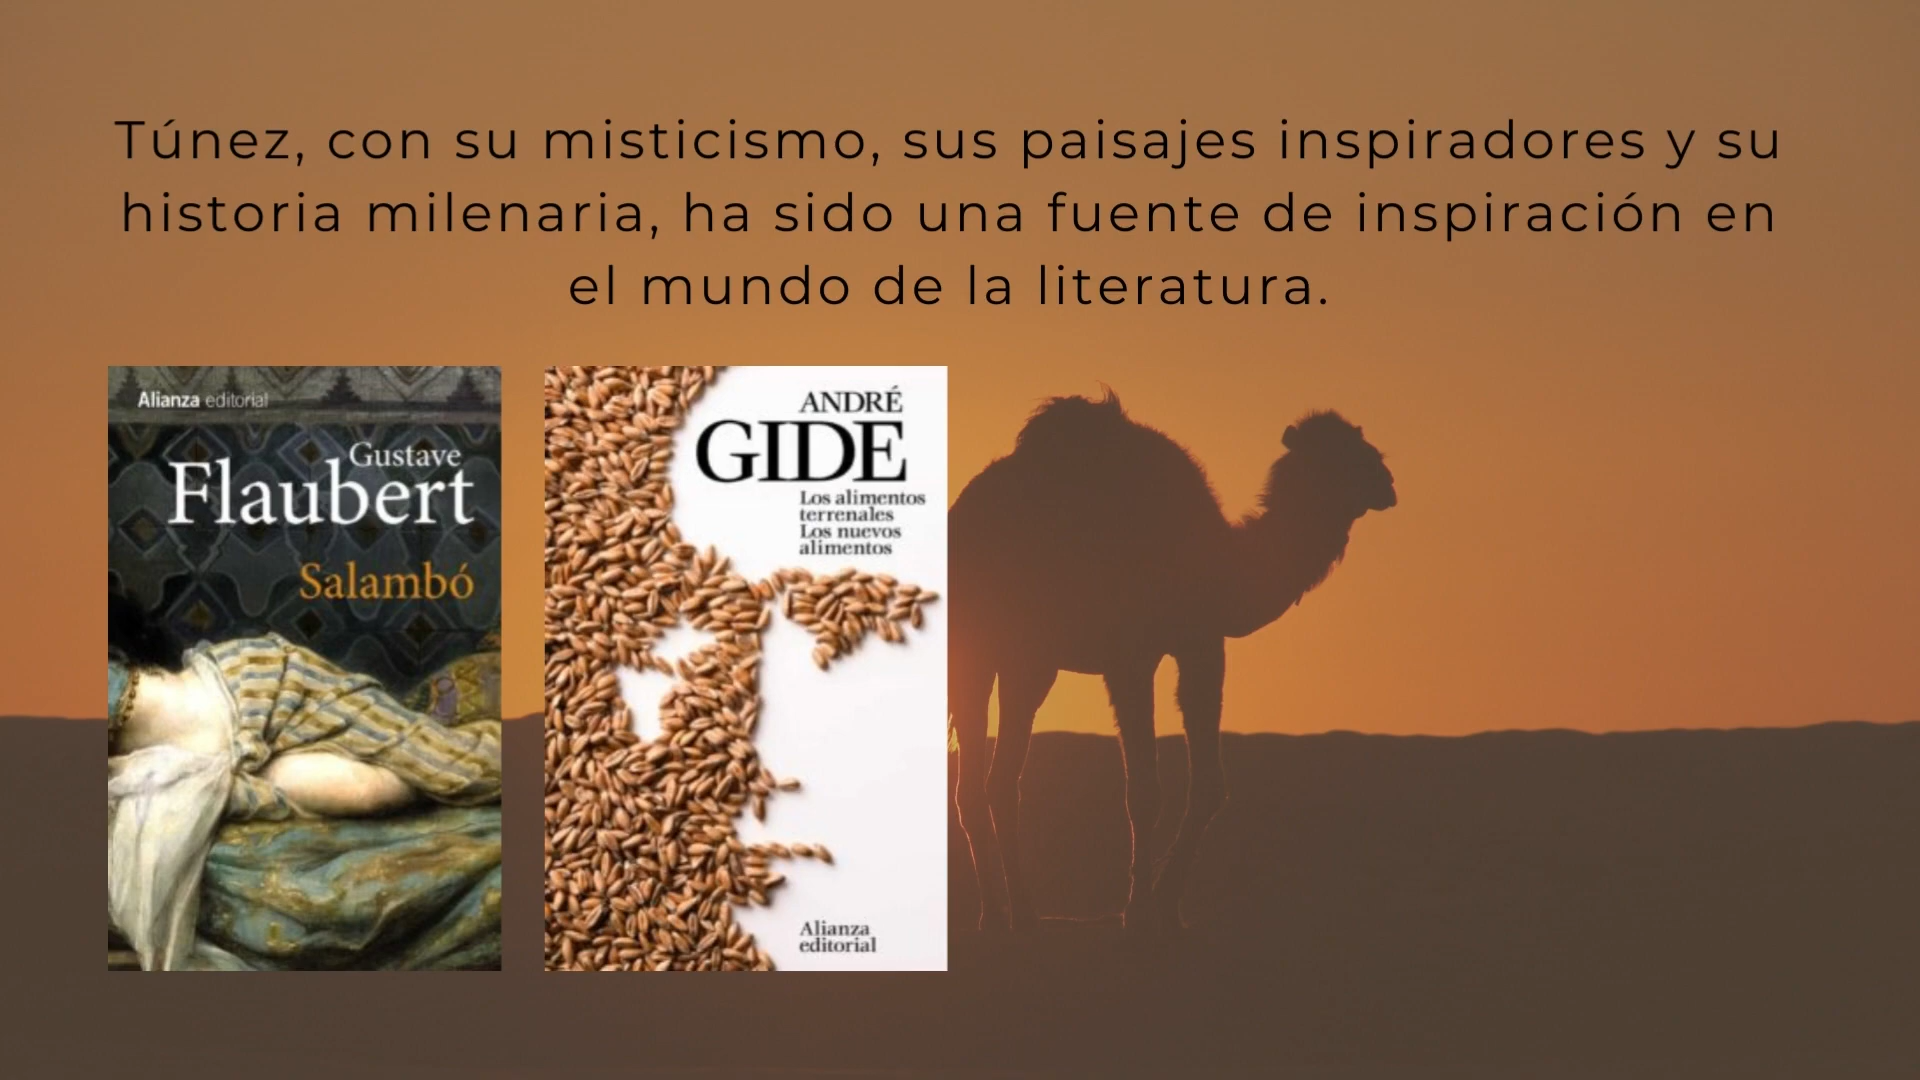 Túnez, con su misticismo, sus paisajes inspiradores y su
historia milenaria, ha sido una fuente de inspiración en
el mundo de la literatura.
Alianza editorial
Gustave
Flaubert
Salambó
ANDRÉ
GIDE
Los alimentos
terrenales
Los nuevos
alimentos
Alianza
editorial